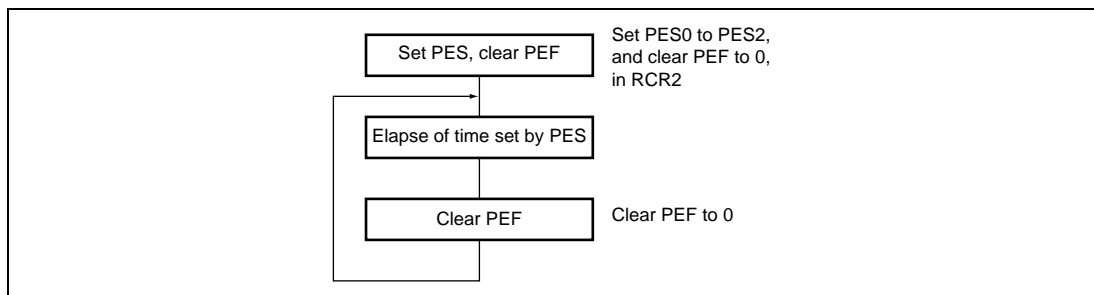 Set PES, clear PEF
Set PES0 to PES2,
and clear PEF to 0,
in RCR2
Elapse of time set by PES
Clear PEF
Clear PEF to 0